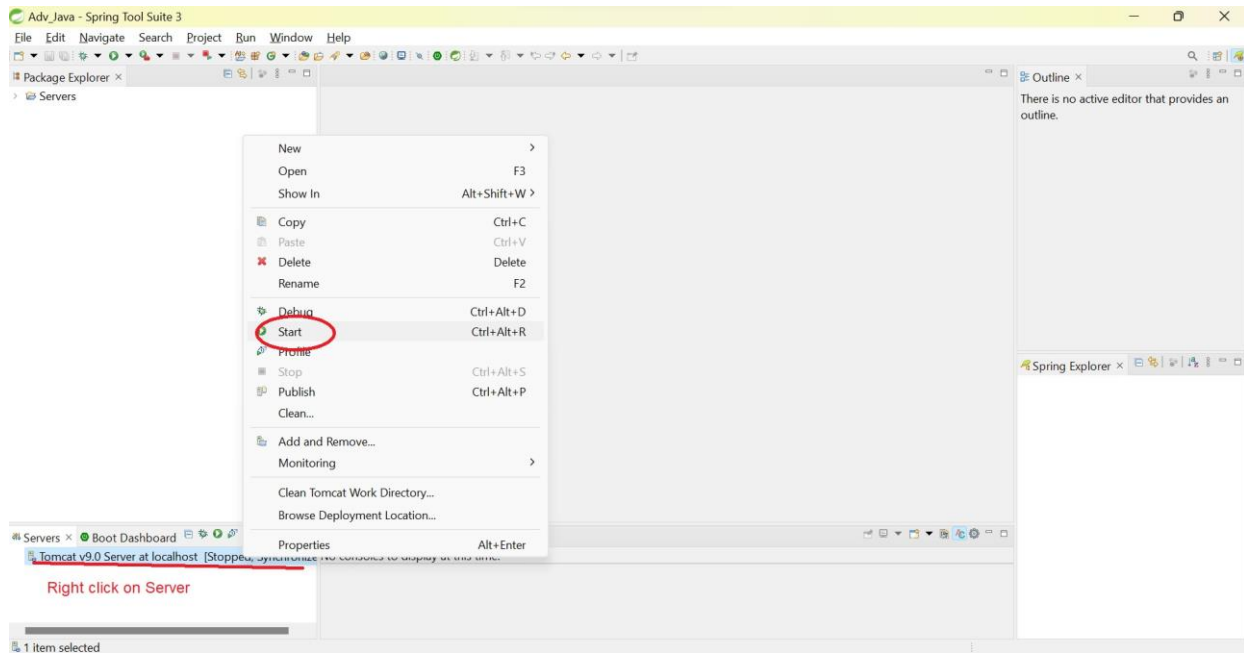 Adv_Java - Spring Tool Suite 3
File Edit Navigate Search Project Run Window Help
Package Explorer
Servers
Outline
There is no active editor that provides an
outline.
New
Open F3
Show In Alt+Shift+W
Copy Ctrl+C
Paste Ctrl+V
Delete Delete
Rename F2
Debug Ctrl+Alt+D
Start Ctrl+Alt+R
Profile
Stop Ctrl+Alt+S
Publish Ctrl+Alt+P
Clean...
Add and Remove...
Monitoring
Clean Tomcat Work Directory...
Browse Deployment Location...
Properties Alt+Enter
Spring Explorer
Servers Boot Dashboard
Tomcat v9.0 Server at localhost [Stopped, Synchronize No consoles to display at this time.
Right click on Server
1 item selected